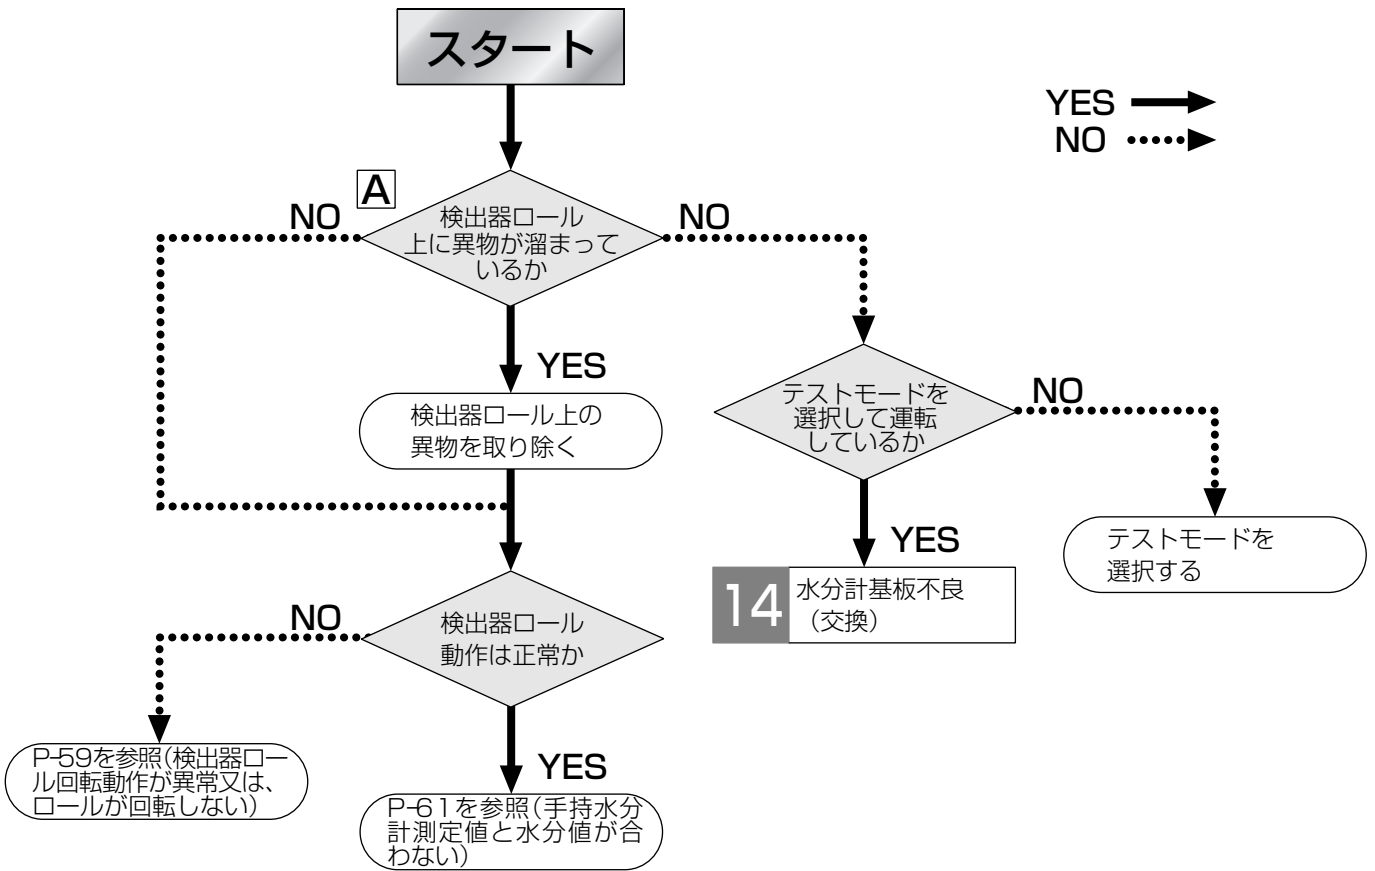 スタート
YES
NO
A
NO
NO
検出器ロール
上に異物が溜まって
いるか
YES
検出器ロール上の
異物を取り除く
テストモードを
選択して運転
しているか
NO
YES
テストモードを
選択する
14
水分計基板不良
（交換）
NO
検出器ロール
動作は正常か
YES
P-59を参照（検出器ロー
ル回転動作が異常又は、
ロールが回転しない）
P-61を参照（手持水分
計測定値と水分値が合
わない）